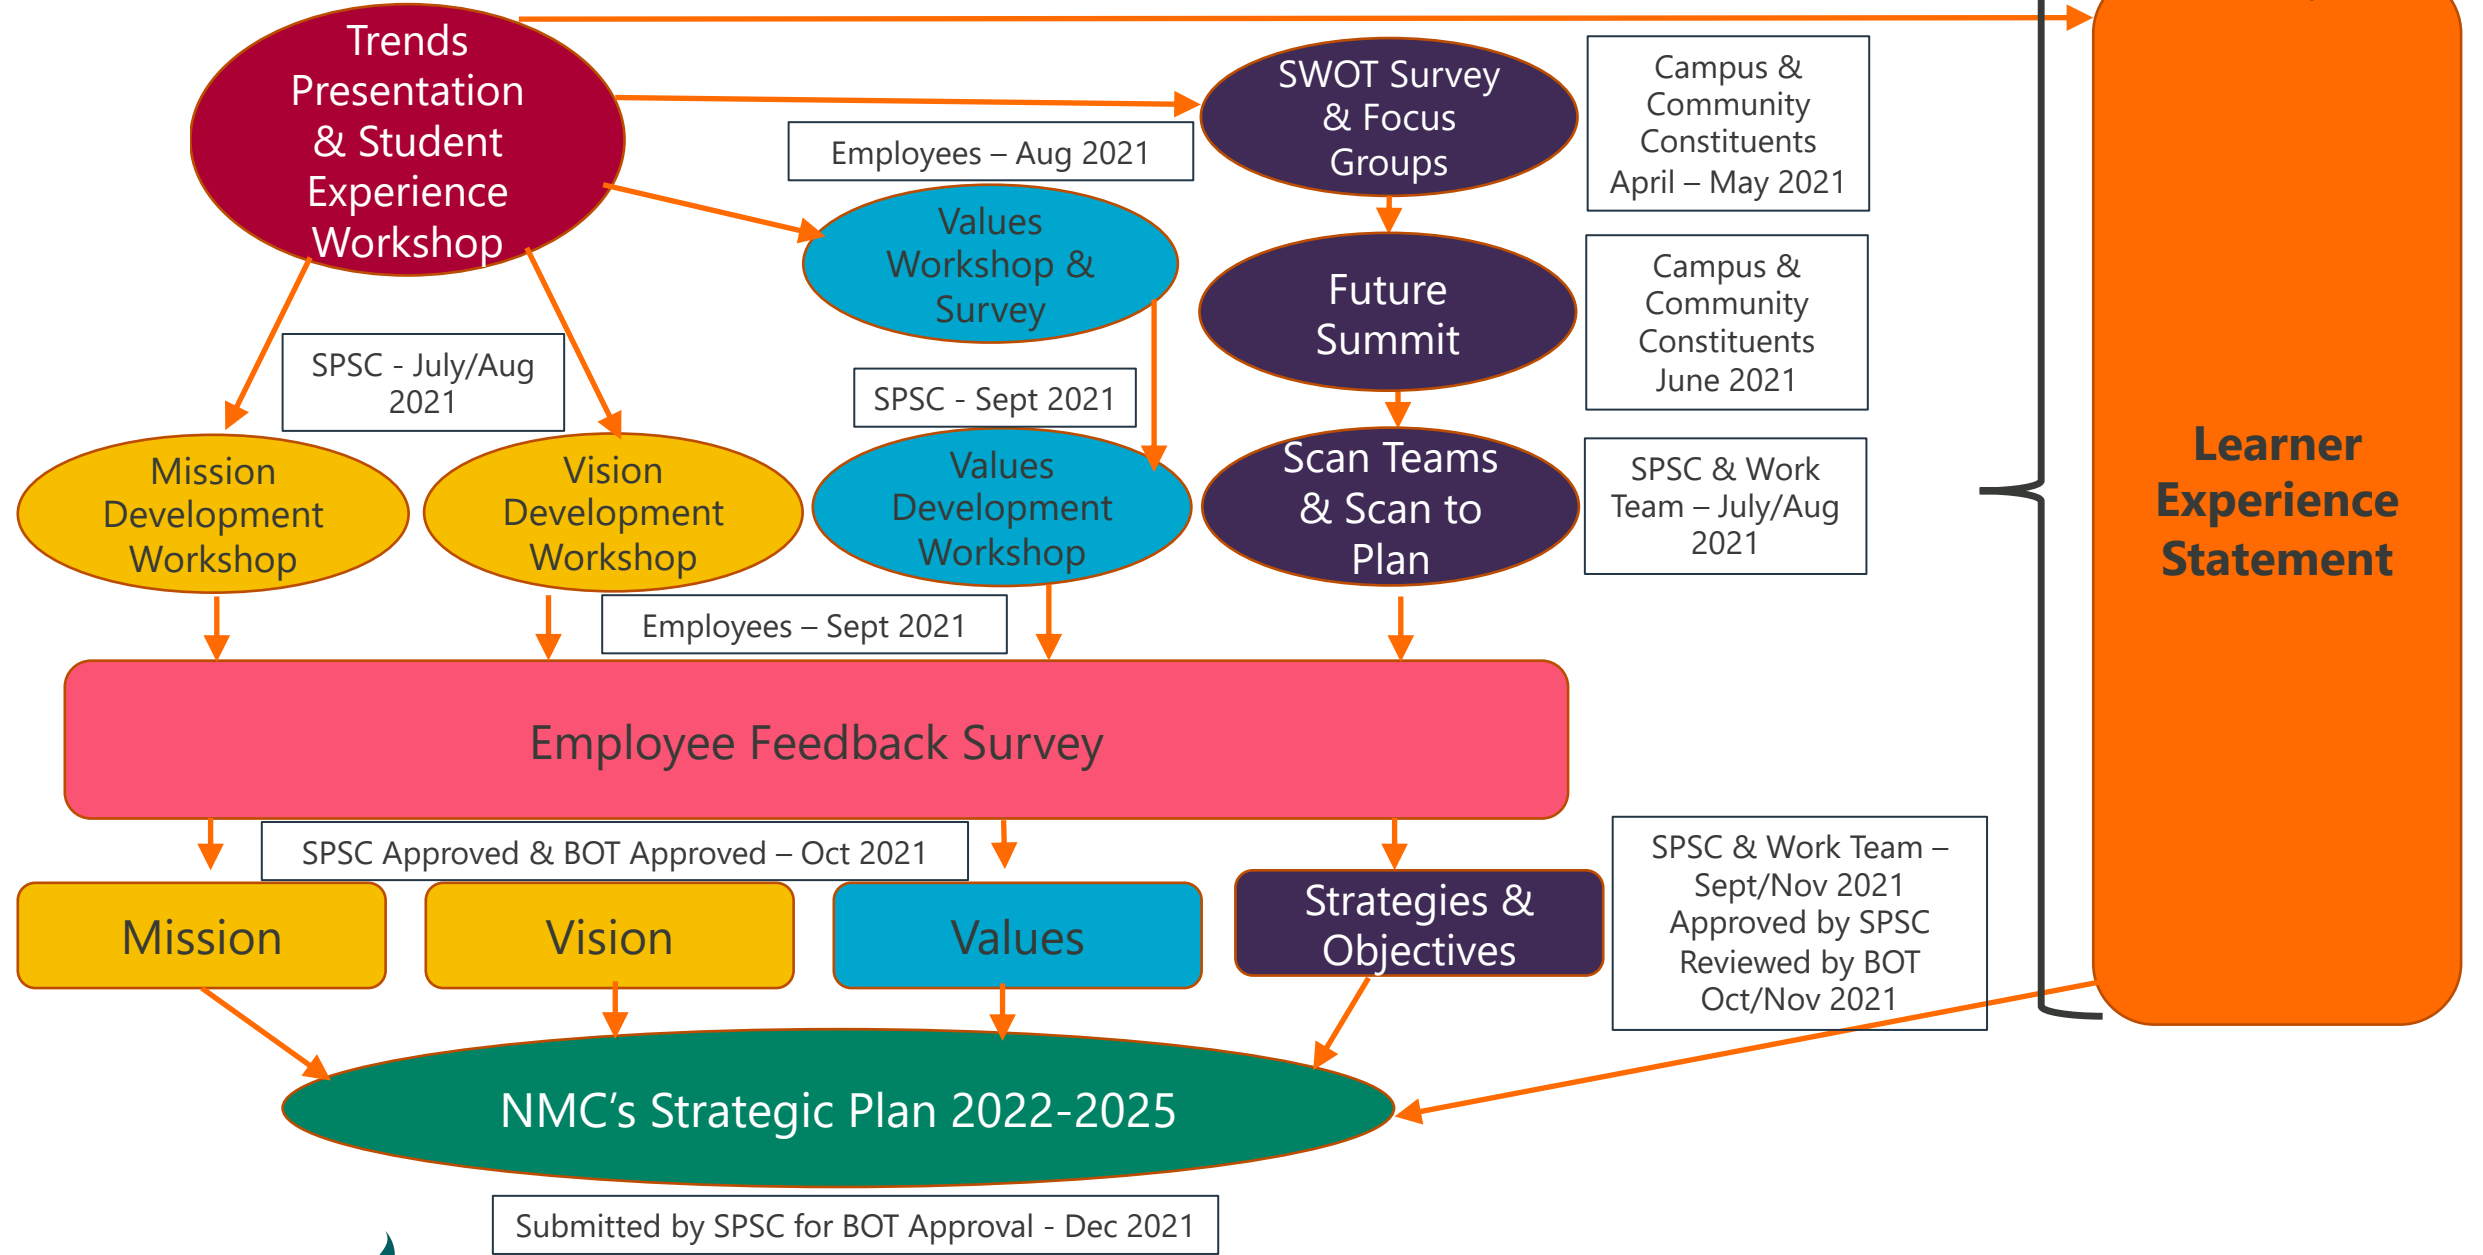 Trends
Presentation
& Student
Experience
Workshop
SWOT Survey
& Focus
Groups
Campus &
Community
Constituents
April – May 2021
Employees – Aug 2021
Values
Workshop &
Survey
Future
Summit
Campus &
Community
Constituents
June 2021
SPSC - July/Aug
2021
SPSC - Sept 2021
Mission
Development
Workshop
Vision
Development
Workshop
Values
Development
Workshop
Scan Teams
& Scan to
Plan
SPSC & Work
Team – July/Aug
2021
Learner
Experience
Statement
Employees – Sept 2021
Employee Feedback Survey
SPSC Approved & BOT Approved – Oct 2021
Mission
Vision
Values
Strategies &
Objectives
SPSC & Work Team –
Sept/Nov 2021
Approved by SPSC
Reviewed by BOT
Oct/Nov 2021
NMC’s Strategic Plan 2022-2025
Submitted by SPSC for BOT Approval - Dec 2021